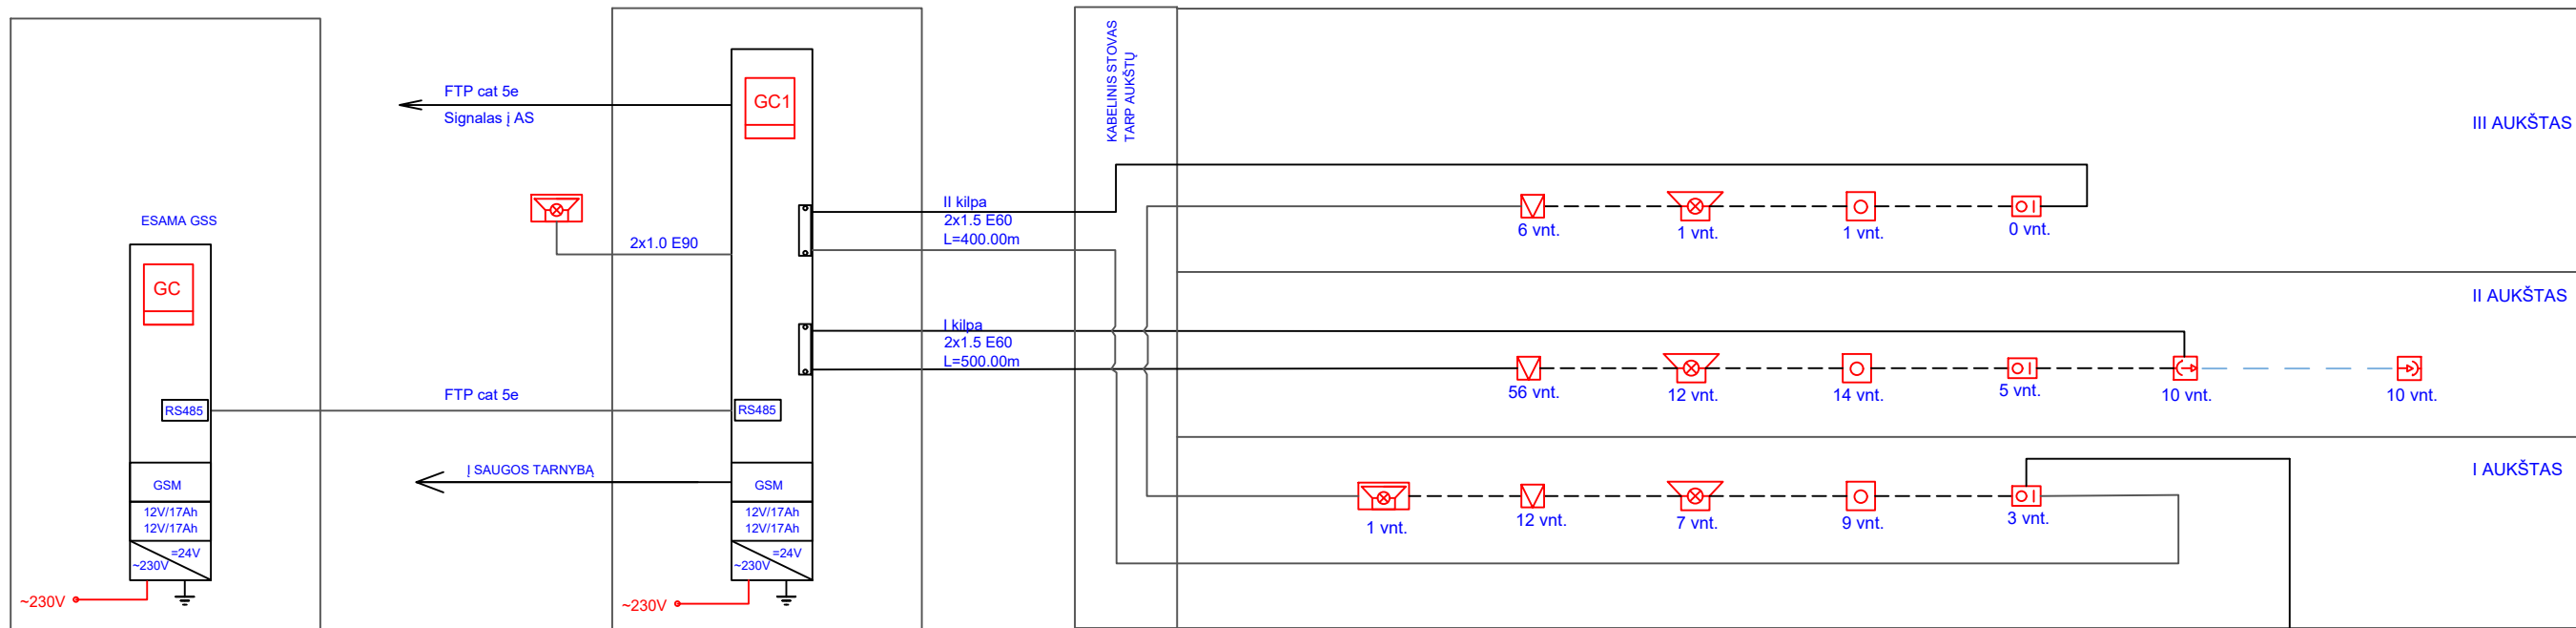 ESAMA GSS
GC
RS485
GSM
12V/17Ah
12V/17Ah
=24V
~230V
~230V
FTP cat 5e
Signalas į AS
2x1.0 E90
FTP cat 5e
Į SAUGOS TARNYBĄ
GC1
RS485
GSM
12V/17Ah
12V/17Ah
=24V
~230V
~230V
II kilpa
2x1.5 E60
L=400.00m
I kilpa
2x1.5 E60
L=500.00m
KABELINIS STOVAS
TARP AUKŠTŲ
III AUKŠTAS
6 vnt.
1 vnt.
1 vnt.
0 vnt.
II AUKŠTAS
56 vnt.
12 vnt.
14 vnt.
5 vnt.
10 vnt.
10 vnt.
I AUKŠTAS
1 vnt.
12 vnt.
7 vnt.
9 vnt.
3 vnt.